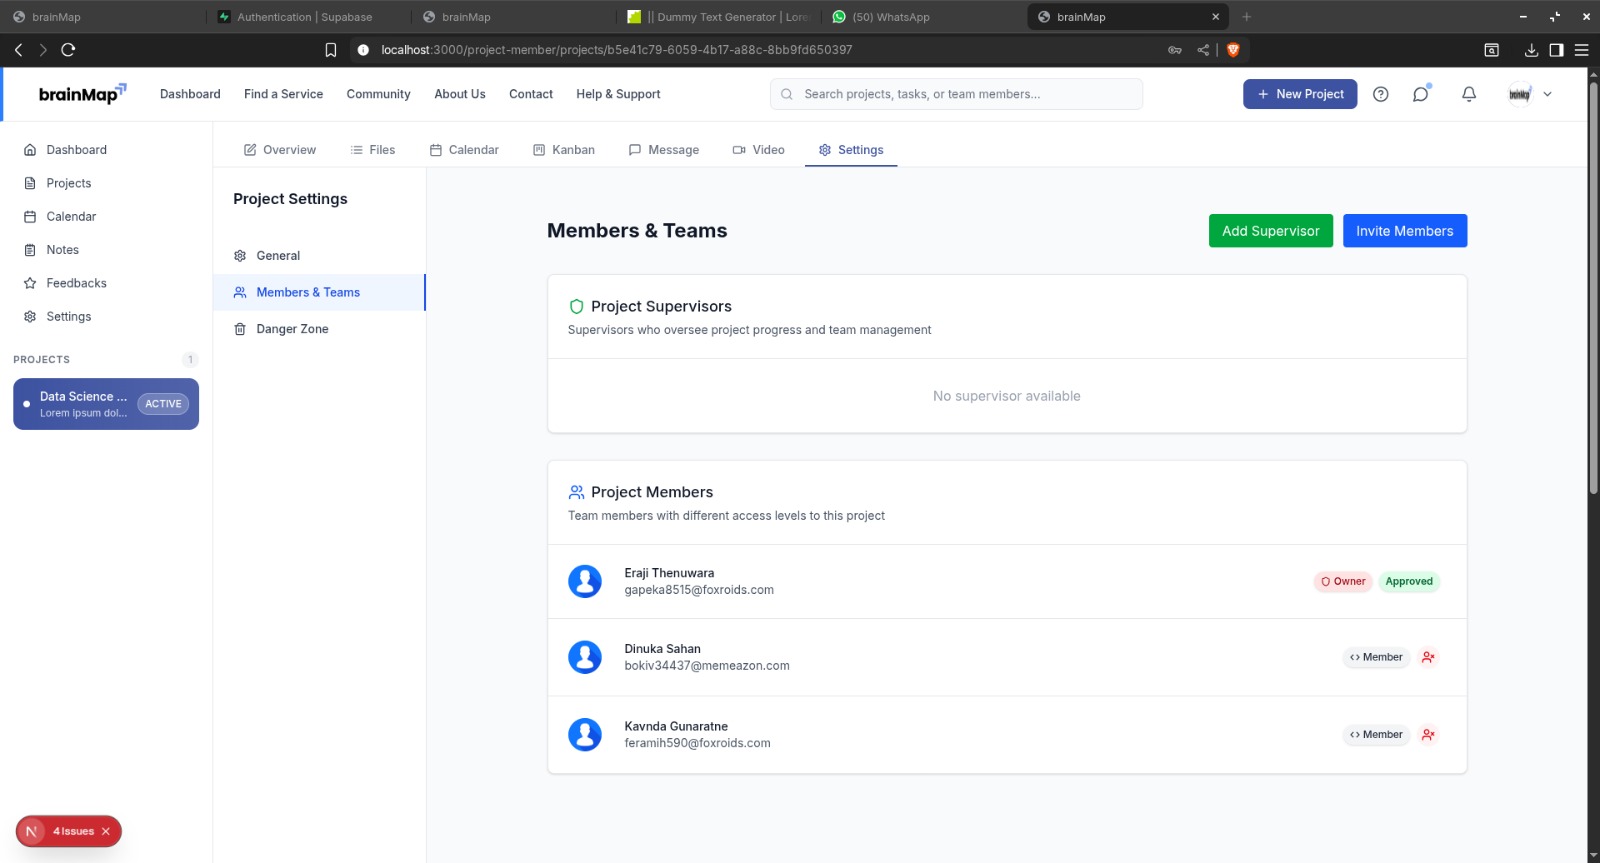 brainMap
Authentication | Supabase
brainMap
|| Dummy Text Generator | Lore
(50) WhatsApp
brainMap
localhost:3000/project-member/projects/b5e41c79-6059-4b17-a88c-8bb9fd650397
brainMap
Dashboard
Find a Service
Community
About Us
Contact
Help & Support
Search projects, tasks, or team members...
New Project
brainMap
Dashboard
Projects
Calendar
Notes
Feedbacks
Settings
PROJECTS
1
Data Science ...
Lorem ipsum dol...
ACTIVE
Overview
Files
Calendar
Kanban
Message
Video
Settings
Project Settings
General
Members & Teams
Danger Zone
Members & Teams
Add Supervisor
Invite Members
Project Supervisors
Supervisors who oversee project progress and team management
No supervisor available
Project Members
Team members with different access levels to this project
Eraji Thenuwara
gapeka8515@foxroids.com
Owner
Approved
Dinuka Sahan
bokiv34437@memeazon.com
Member
Kavnda Gunaratne
feramih590@foxroids.com
Member
N
4 Issues